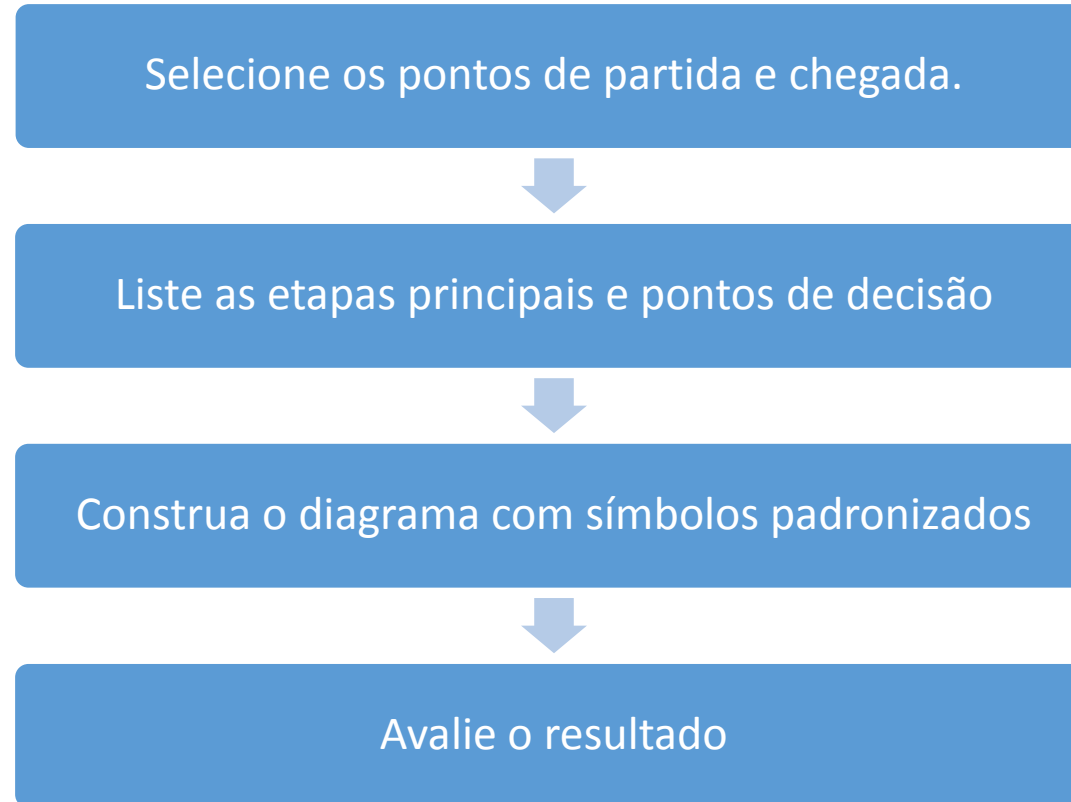 Selecione os pontos de partida e chegada.
Liste as etapas principais e pontos de decisão
Construa o diagrama com símbolos padronizados
Avalie o resultado